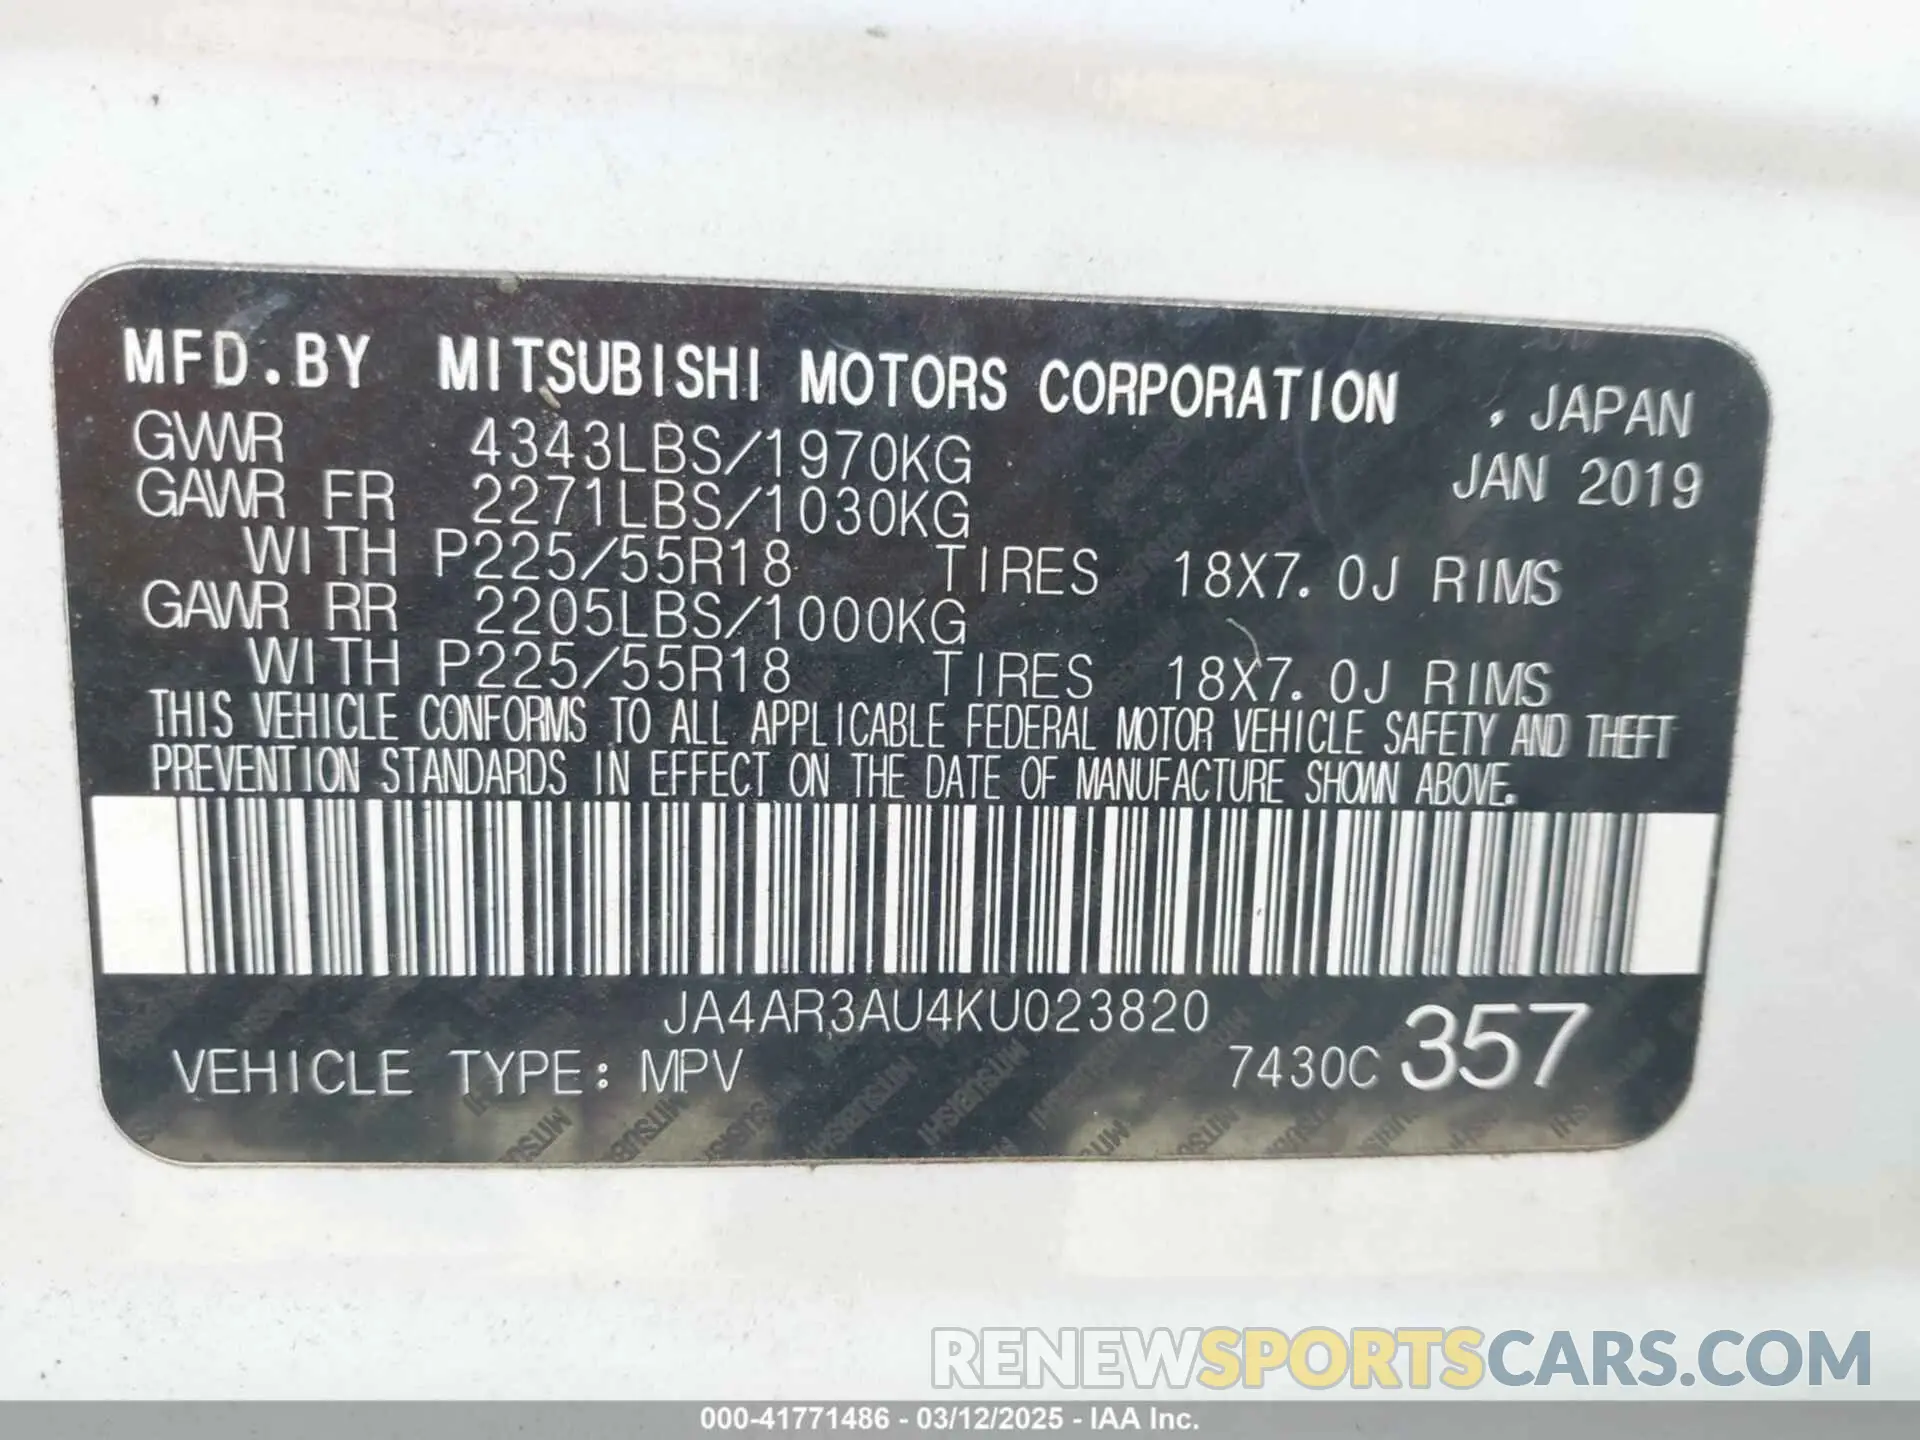 MFD.BY MITSUBISHI MOTORS CORPORATION , JAPAN
GVWR 4343LBS/1970KG JAN 2019
GAWR FR 2271LBS/1030KG
WITH P225/55R18 TIRES 18X7.0J RIMS
GAWR RR 2205LBS/1000KG
WITH P225/55R18 TIRES 18X7.0J RIMS
THIS VEHICLE CONFORMS TO ALL APPLICABLE FEDERAL MOTOR VEHICLE SAFETY AND THEFT
PREVENTION STANDARDS IN EFFECT ON THE DATE OF MANUFACTURE SHOWN ABOVE.
JA4AR3AU4KU023820
VEHICLE TYPE: MPV 7430C 357
RENEWSPORTSCARS.COM
000-41771486 - 03/12/2025 - IAA Inc.